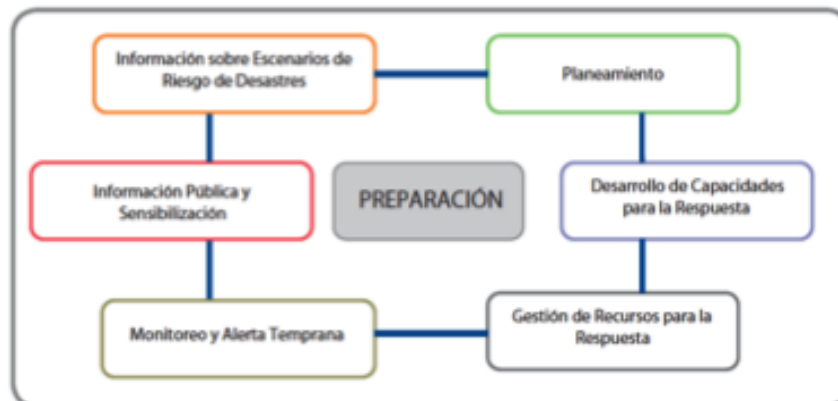 Información sobre Escenarios de
Riesgo de Desastres
Planeamiento
Información Pública y
Sensibilización
PREPARACIÓN
Desarrollo de Capacidades
para la Respuesta
Monitoreo y Alerta Temprana
Gestión de Recursos para la
Respuesta